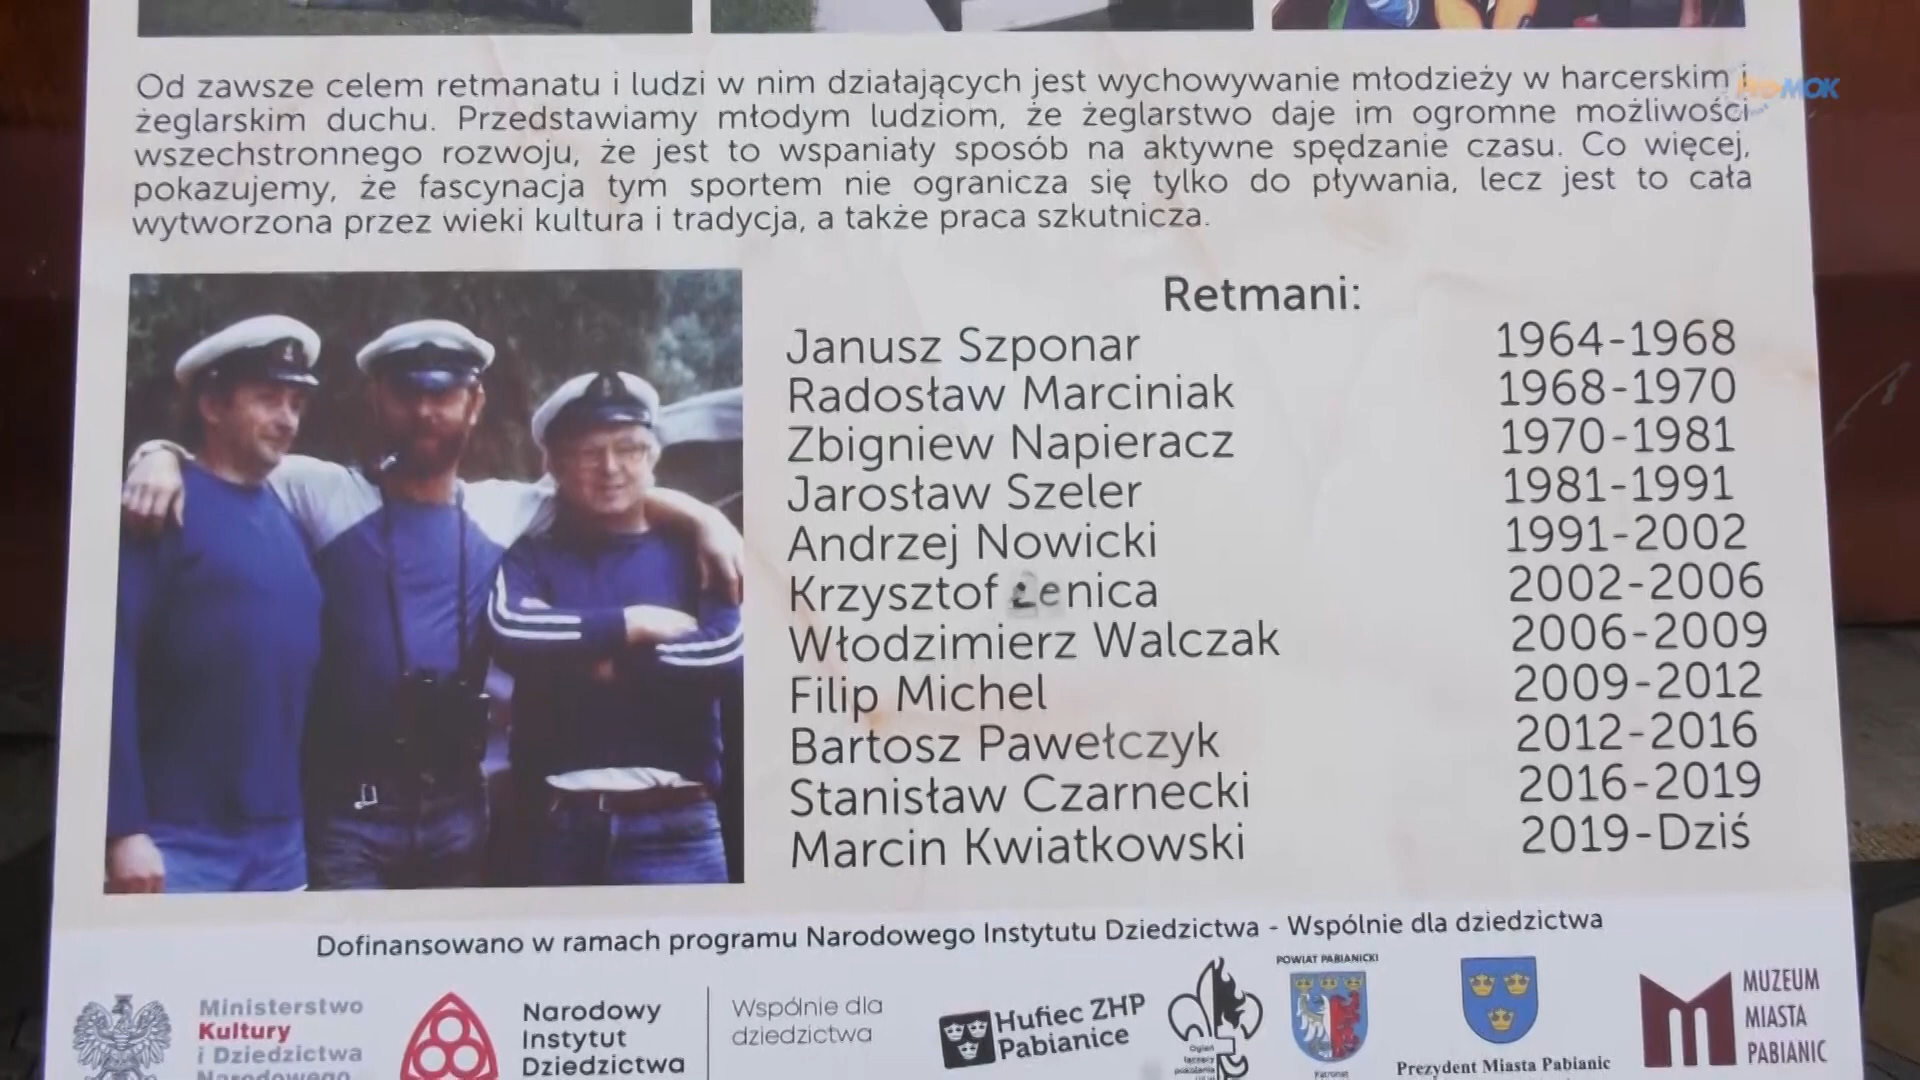 Od zawsze celem retmanatu i ludzi w nim działających jest wychowywanie młodzieży w harcerskim i
żeglarskim duchu. Przedstawiamy młodym ludziom, że żeglarstwo daje im ogromne możliwości
wszechstronnego rozwoju, że jest to wspaniały sposób na aktywne spędzanie czasu. Co więcej,
pokazujemy, że fascynacja tym sportem nie ogranicza się tylko do pływania, lecz jest to cała
wytworzona przez wieki kultura i tradycja, a także praca szkutnicza.
Retmani:
Janusz Szponar 1964-1968
Radosław Marciniak 1968-1970
Zbigniew Napieracz 1970-1981
Jarosław Szeler 1981-1991
Andrzej Nowicki 1991-2002
Krzysztof Łenica 2002-2006
Włodzimierz Walczak 2006-2009
Filip Michel 2009-2012
Bartosz Pawełczyk 2012-2016
Stanisław Czarnecki 2016-2019
Marcin Kwiatkowski 2019-Dziś
Dofinansowano w ramach programu Narodowego Instytutu Dziedzictwa - Wspólnie dla dziedzictwa
Ministerstwo
Kultury
i Dziedzictwa
Narodowego
Narodowy
Instytut
Dziedzictwa
Wspólnie dla
dziedzictwa
Hufiec ZHP
Pabianice
POWIAT PABIANICKI
Prezydent Miasta Pabianic
MUZEUM
MIASTA
PABIANIC
MOK